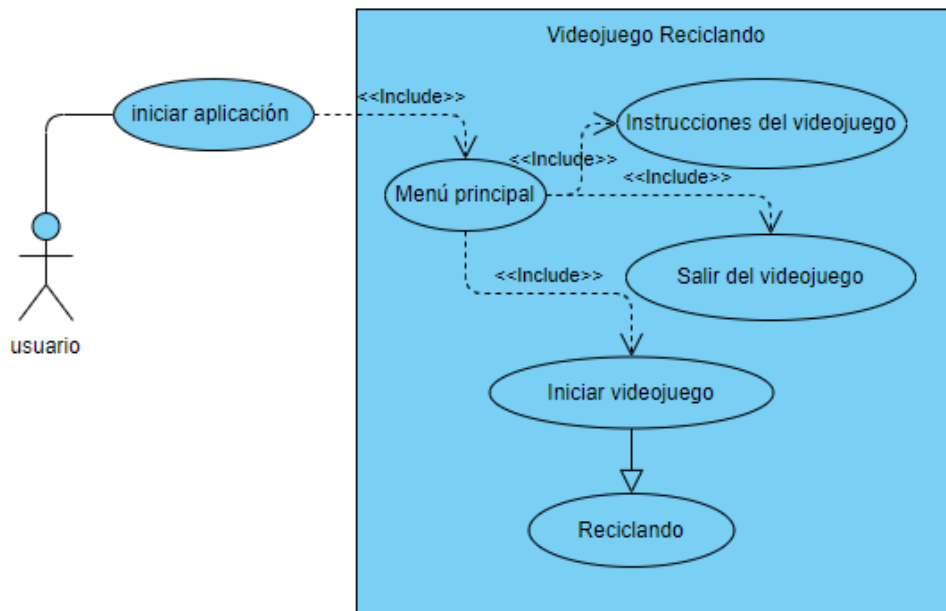 Videojuego Reciclando
iniciar aplicación
<<Include>>
Instrucciones del videojuego
<<Include>>
<<Include>>
Menú principal
<<Include>>
Salir del videojuego
usuario
Iniciar videojuego
Reciclando